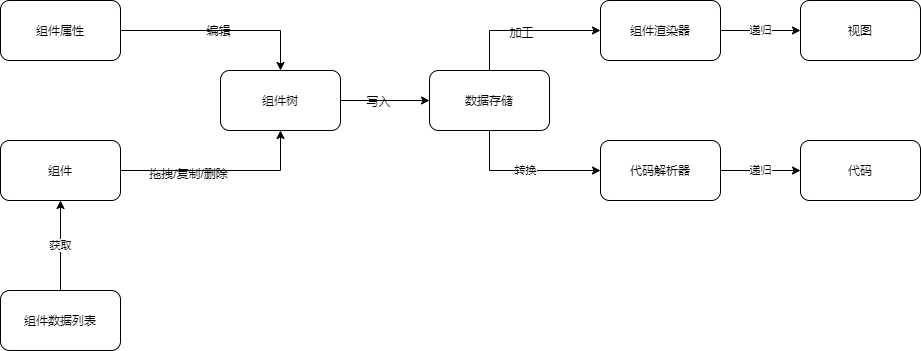 组件属性
编辑
加工
组件渲染器
递归
视图
组件树
写入
数据存储
组件
拖拽/复制/删除
转换
代码解析器
递归
代码
获取
组件数据列表